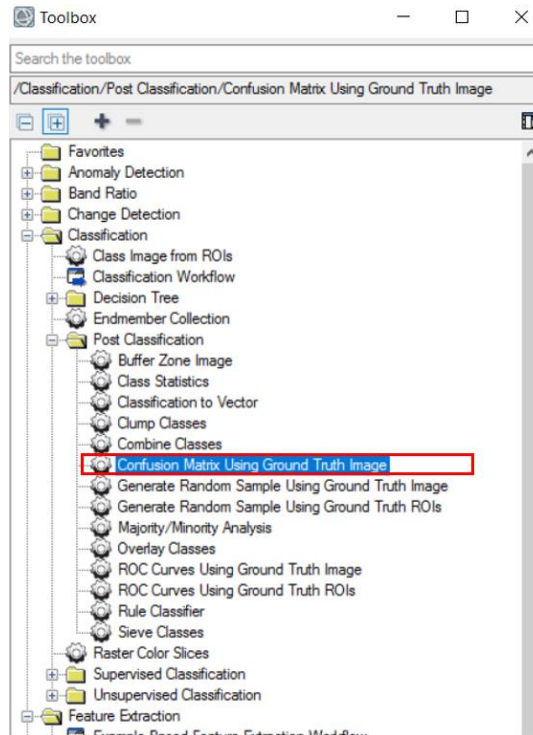 Toolbox
Search the toolbox
/Classification/Post Classification/Confusion Matrix Using Ground Truth Image
Favorites
Anomaly Detection
Band Ratio
Change Detection
Classification
Class Image from ROIs
Classification Workflow
Decision Tree
Endmember Collection
Post Classification
Buffer Zone Image
Class Statistics
Classification to Vector
Clump Classes
Combine Classes
Confusion Matrix Using Ground Truth Image
Generate Random Sample Using Ground Truth Image
Generate Random Sample Using Ground Truth ROIs
Majority/Minority Analysis
Overlay Classes
ROC Curves Using Ground Truth Image
ROC Curves Using Ground Truth ROIs
Rule Classifier
Sieve Classes
Raster Color Slices
Supervised Classification
Unsupervised Classification
Feature Extraction
Example Based Feature Extraction Workflow